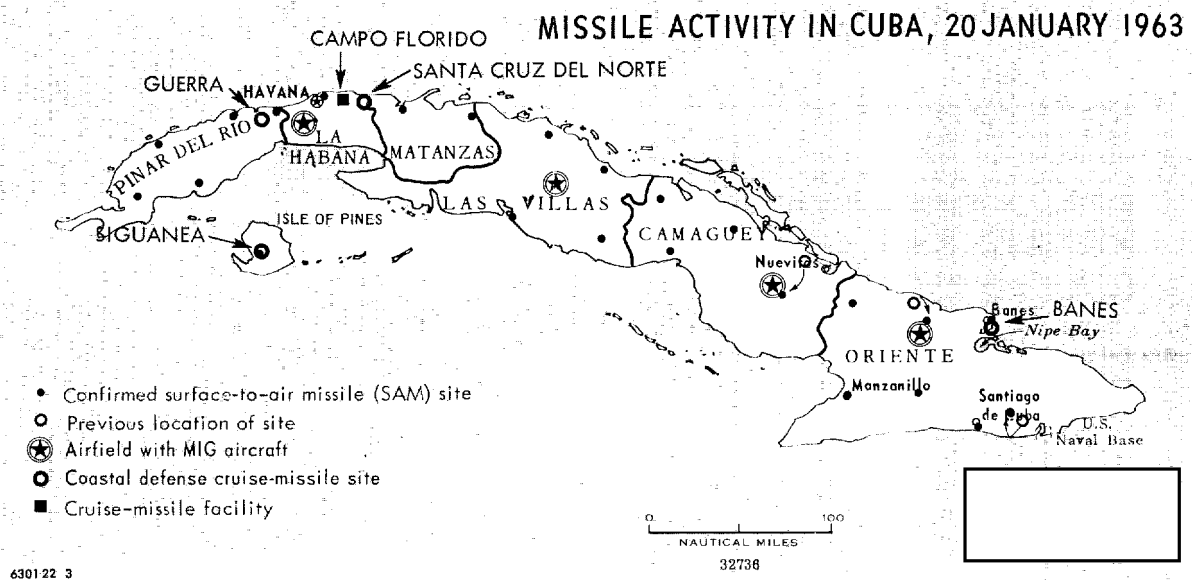 MISSILE ACTIVITY IN CUBA, 20 JANUARY 1963
CAMPO FLORIDO
SANTA CRUZ DEL NORTE
GUERRA
HAVANA
PINAR DEL RIO
LA
HABANA
MATANZAS
ISLE OF PINES
SIGUANEA
LAS VILLAS
CAMAGUEY
Nuevitas
Banes
BANES
Nipe Bay
ORIENTE
Manzanillo
Santiago
de Cuba
U.S.
Naval Base
Confirmed surface-to-air missile (SAM) site
Previous location of site
Airfield with MIG aircraft
Coastal defense cruise-missile site
Cruise-missile facility
0 100
NAUTICAL MILES
32736
6301 22 3